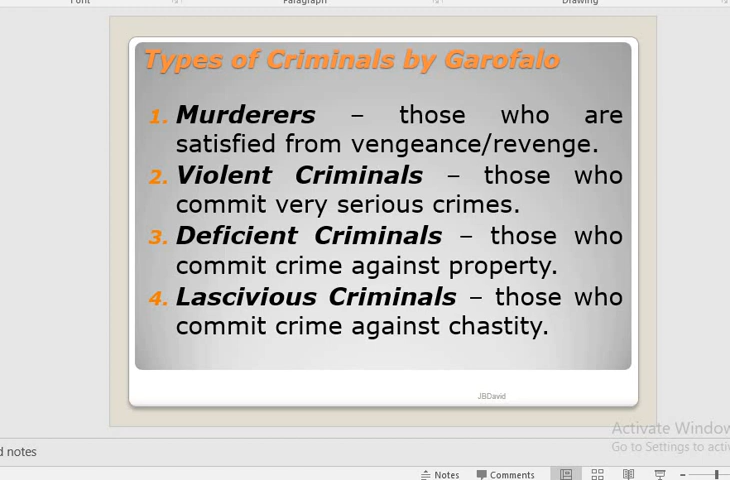 Font Paragraph Drawing
Types of Criminals by Garofalo
1. Murderers – those who are
satisfied from vengeance/revenge.
2. Violent Criminals – those who
commit very serious crimes.
3. Deficient Criminals – those who
commit crime against property.
4. Lascivious Criminals – those who
commit crime against chastity.
JBDavid
Activate Window
Go to Settings to activ
d notes
Notes Comments